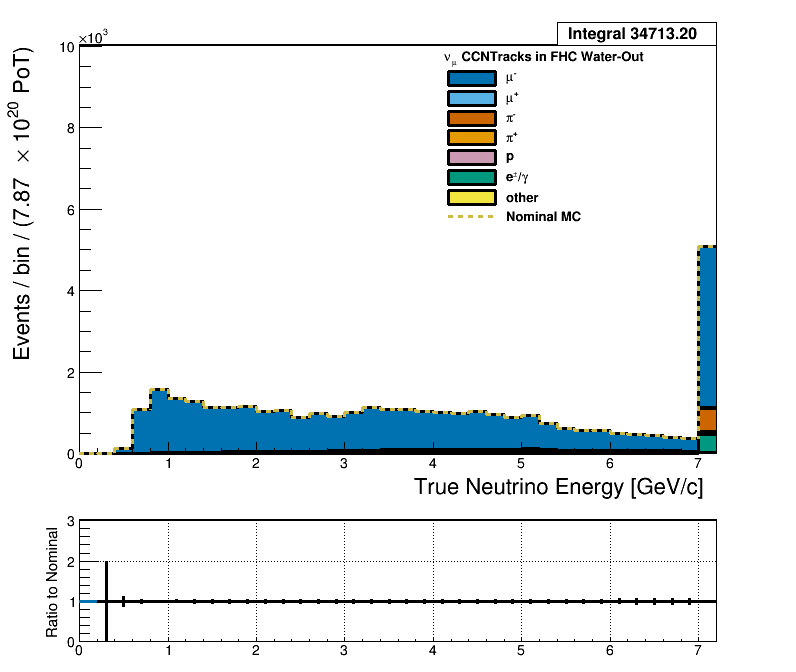 Integral 34713.20
×10³
10
8
6
4
2
0
Events / bin / (7.87 × 10²⁰ PoT)
ν_μ CCNTracks in FHC Water-Out
μ⁻
μ⁺
π⁻
π⁺
p
e^±/γ
other
Nominal MC
0 1 2 3 4 5 6 7
True Neutrino Energy [GeV/c]
3
2
1
0
Ratio to Nominal
0 1 2 3 4 5 6 7